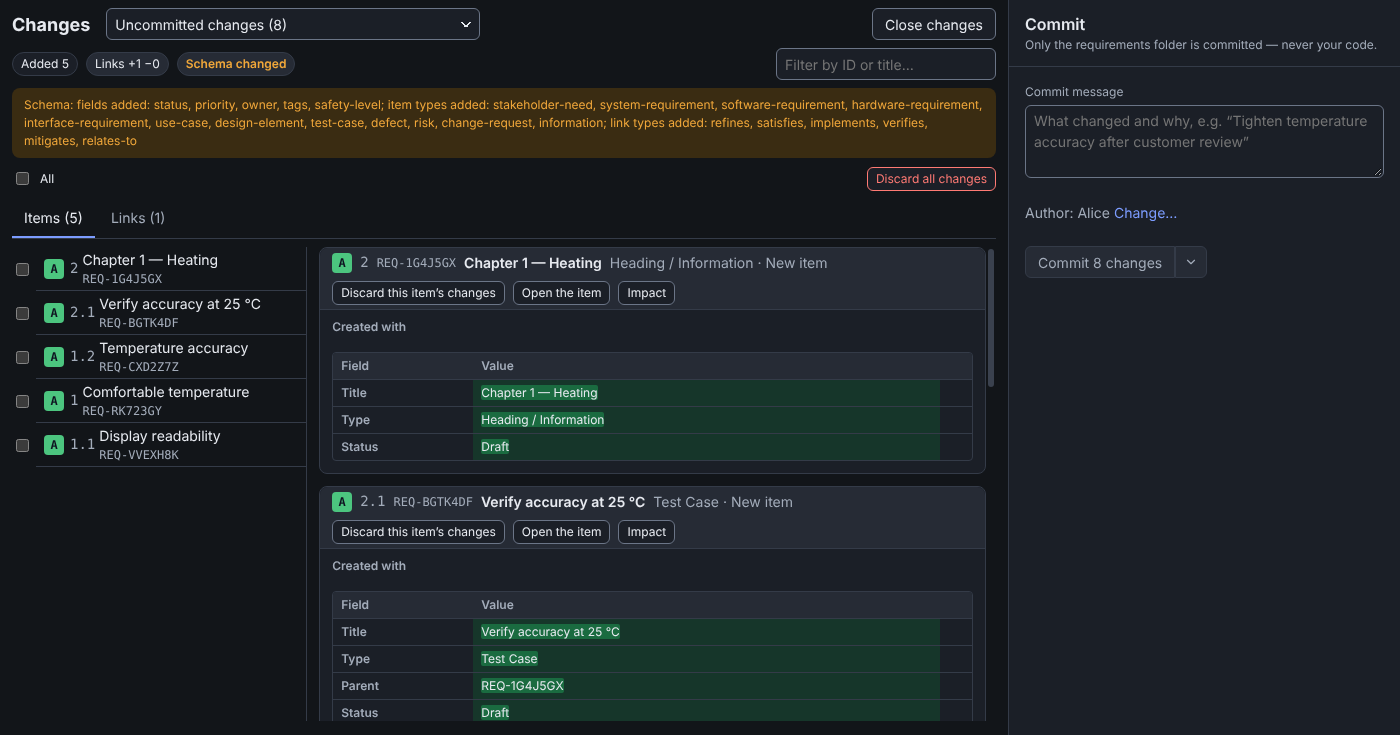 Changes
Uncommitted changes (8)
Close changes
Added 5
Links +1 −0
Schema changed
Filter by ID or title...
Schema: fields added: status, priority, owner, tags, safety-level; item types added: stakeholder-need, system-requirement, software-requirement, hardware-requirement,
interface-requirement, use-case, design-element, test-case, defect, risk, change-request, information; link types added: refines, satisfies, implements, verifies,
mitigates, relates-to
All
Discard all changes
Items (5)
Links (1)
A 2 Chapter 1 — Heating
REQ-1G4J5GX
A 2.1 Verify accuracy at 25 °C
REQ-BGTK4DF
A 1.2 Temperature accuracy
REQ-CXD2Z7Z
A 1 Comfortable temperature
REQ-RK723GY
A 1.1 Display readability
REQ-VVEXH8K
A 2 REQ-1G4J5GX Chapter 1 — Heating Heading / Information · New item
Discard this item’s changes
Open the item
Impact
Created with
Field Value
Title Chapter 1 — Heating
Type Heading / Information
Status Draft
A 2.1 REQ-BGTK4DF Verify accuracy at 25 °C Test Case · New item
Discard this item’s changes
Open the item
Impact
Created with
Field Value
Title Verify accuracy at 25 °C
Type Test Case
Parent REQ-1G4J5GX
Status Draft
Commit
Only the requirements folder is committed — never your code.
Commit message
What changed and why, e.g. “Tighten temperature
accuracy after customer review”
Author: Alice Change...
Commit 8 changes